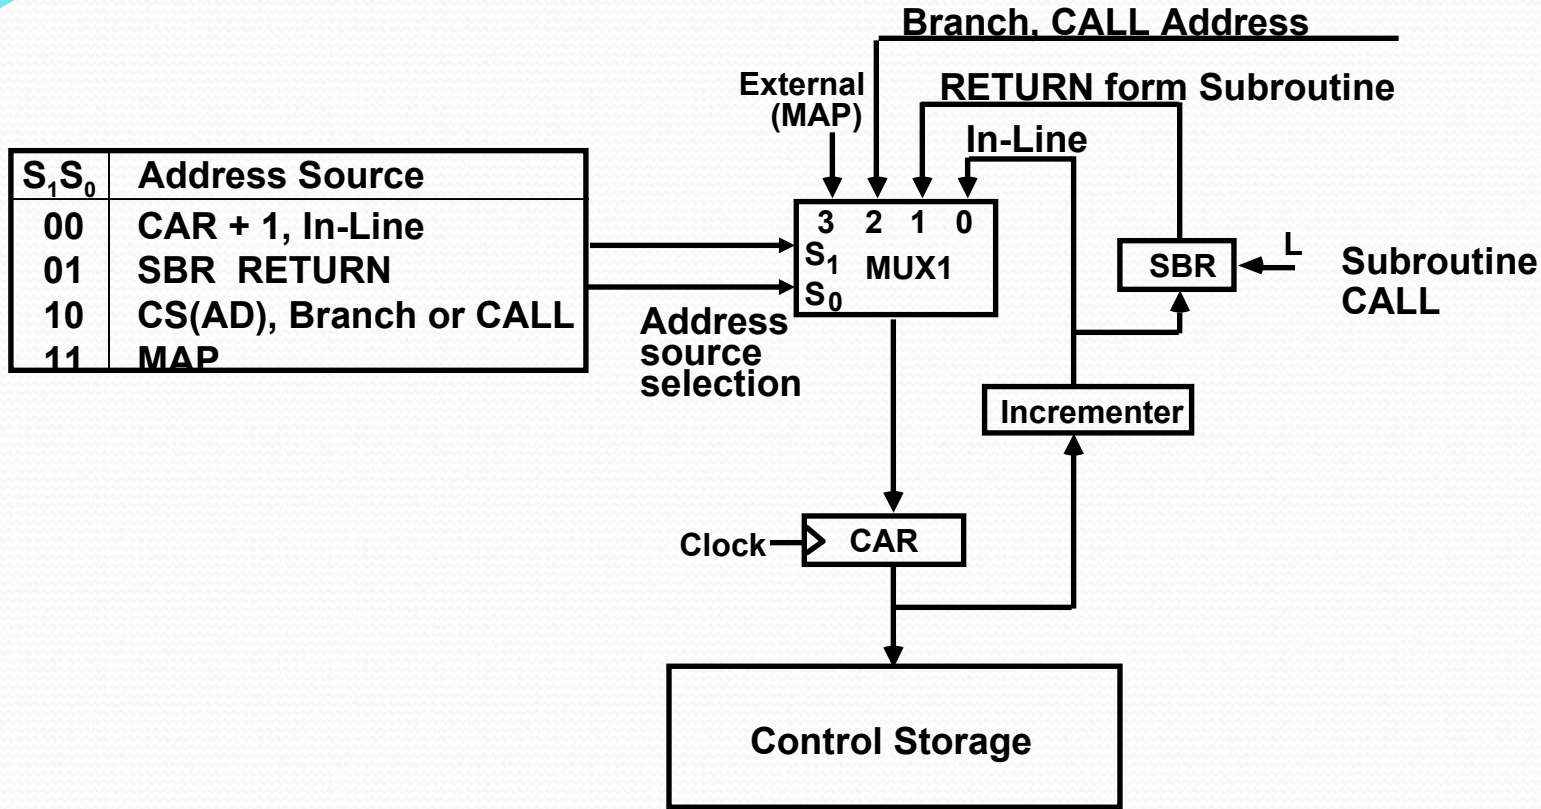 Branch, CALL Address
External
(MAP)
RETURN form Subroutine
In-Line
S₁S₀ Address Source
00 CAR + 1, In-Line
01 SBR RETURN
10 CS(AD), Branch or CALL
11 MAP
3 2 1 0
S₁
MUX1
S₀
Address
source
selection
SBR
L
Subroutine
CALL
Incrementer
Clock
CAR
Control Storage